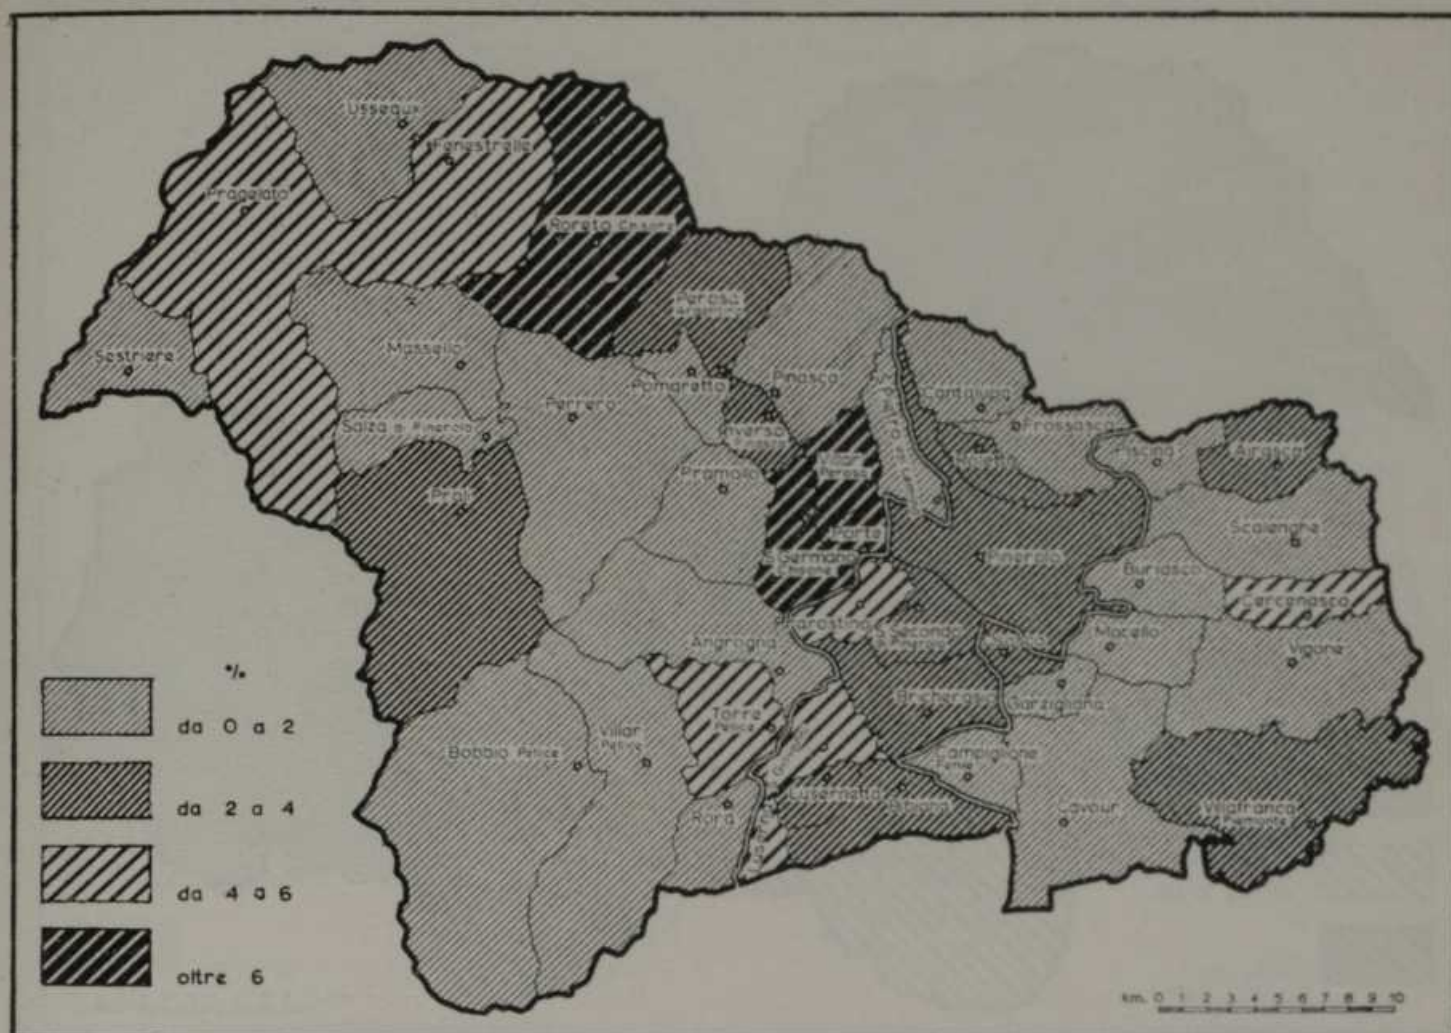 Usseaux
Fenestrelle
Pragelato
Roreto Chisone
Perosa
Argentina
Sestriere
Massello
Pomaretto
Pinasca
Cantalupa
Perrero
Salza di Pinerolo
Inverso
Frossasco
Piscina
Airasca
Perosa
Pramollo
Prali
Scalenghe
Porte
S.Germano
Chisone
Pinerolo
Buriasco
Cercenasco
Prarostino
S.Secondo
Macello
Angrogna
Vigone
Bricherasio
Garzigliana
Torre
Pellice
Villar
Pellice
Bobbio Pellice
Campiglione
Fenile
Lusernetta
Bibiana
Rorà
Cavour
Villafranca
Piemonte
%
da 0 a 2
da 2 a 4
da 4 a 6
oltre 6
km. 0 1 2 3 4 5 6 7 8 9 10